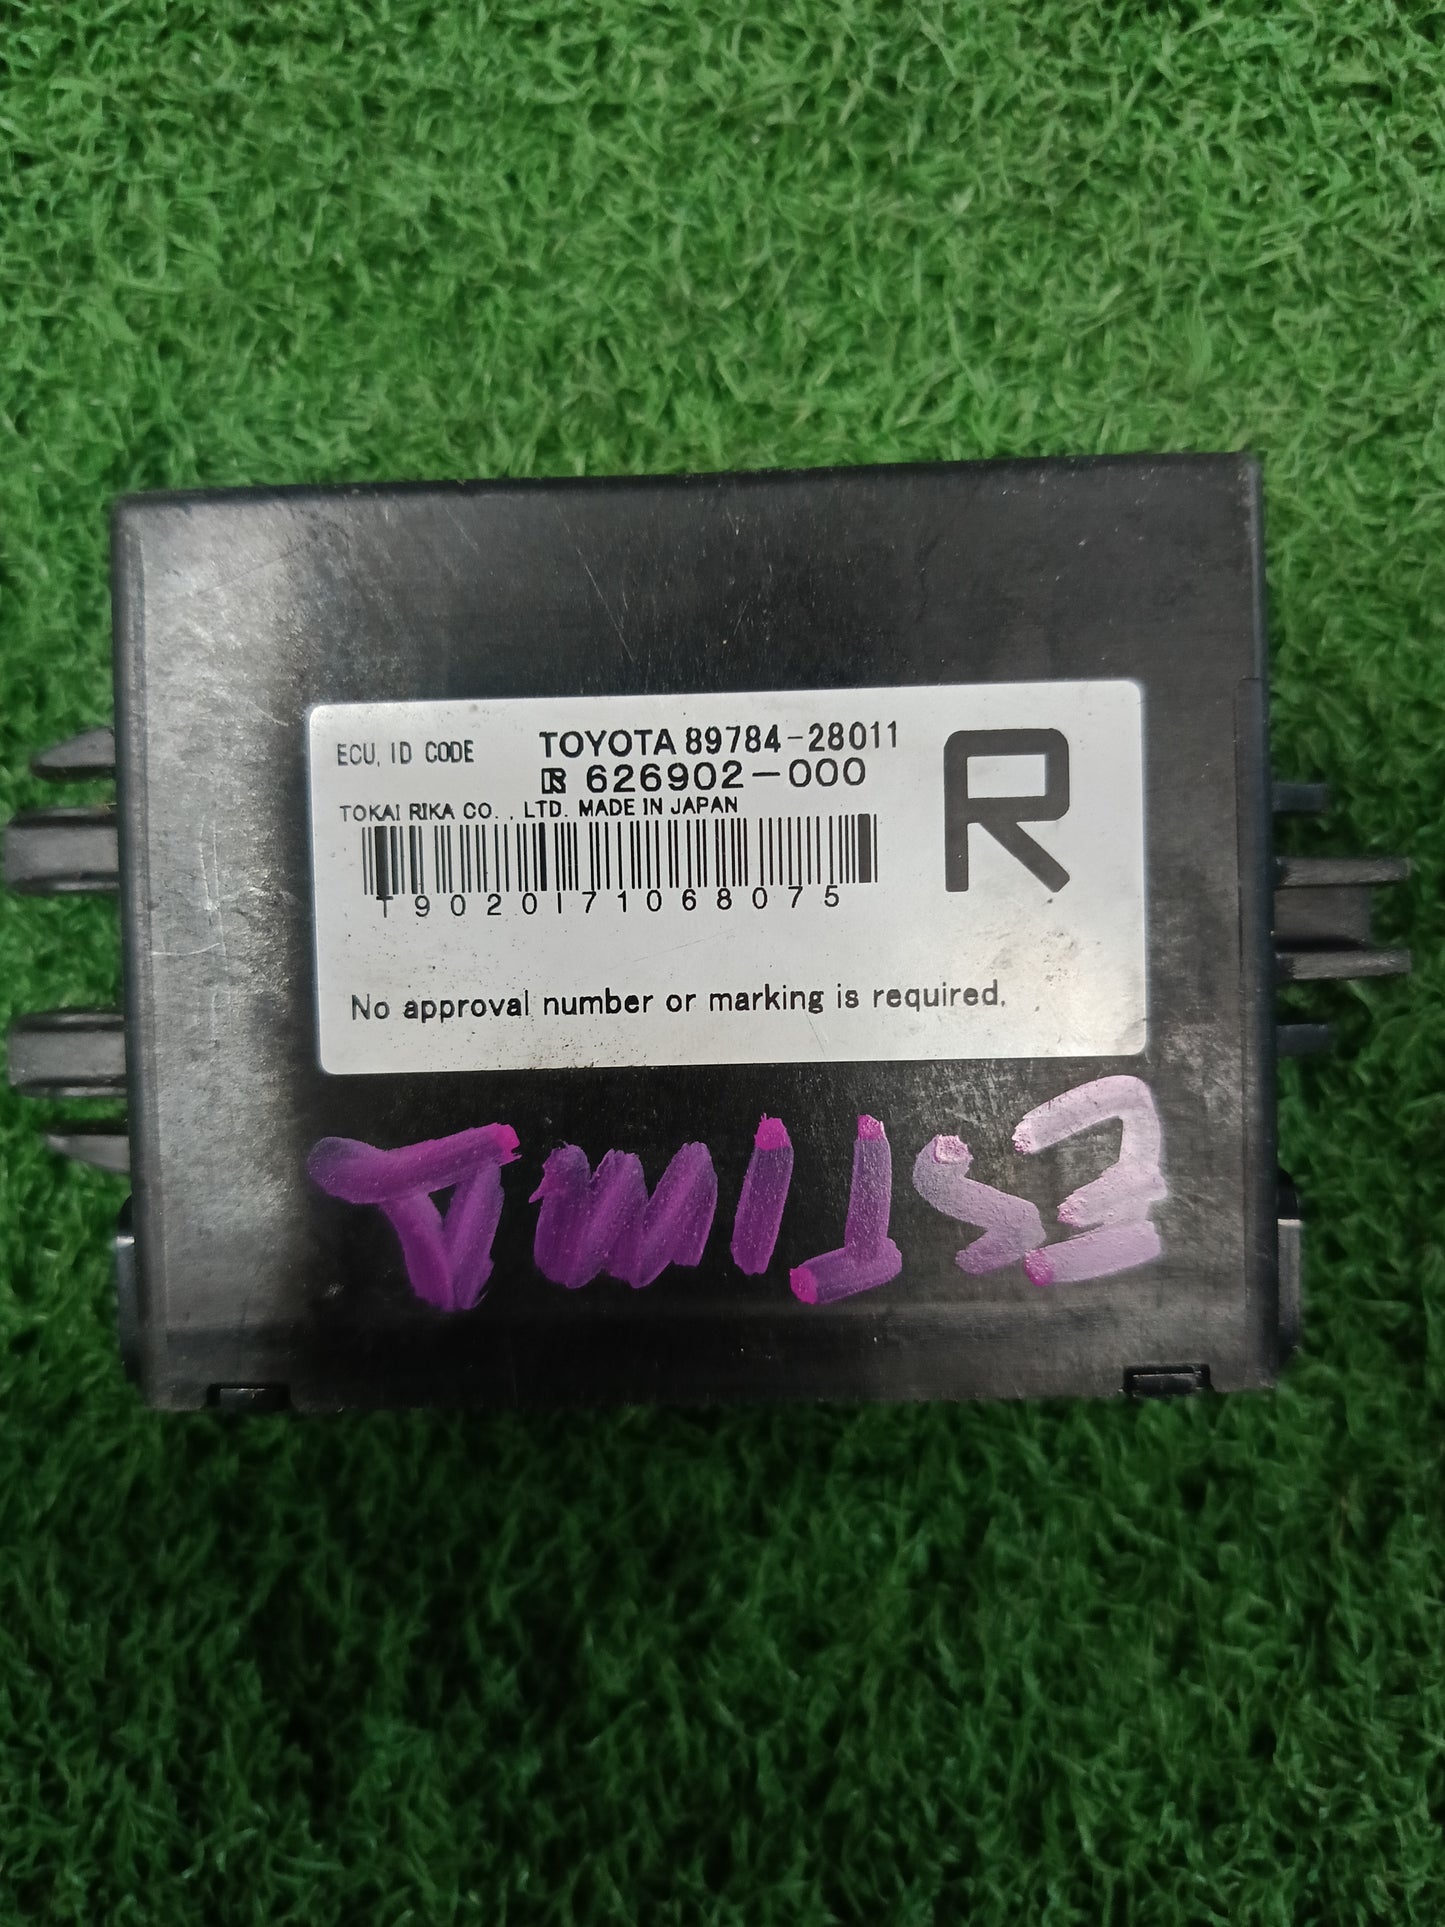 ECU, ID CODE TOYOTA 89784-28011
626902-000
R
TOKAI RIKA CO., LTD. MADE IN JAPAN
T9020171068075
No approval number or marking is required.
ESTIMA